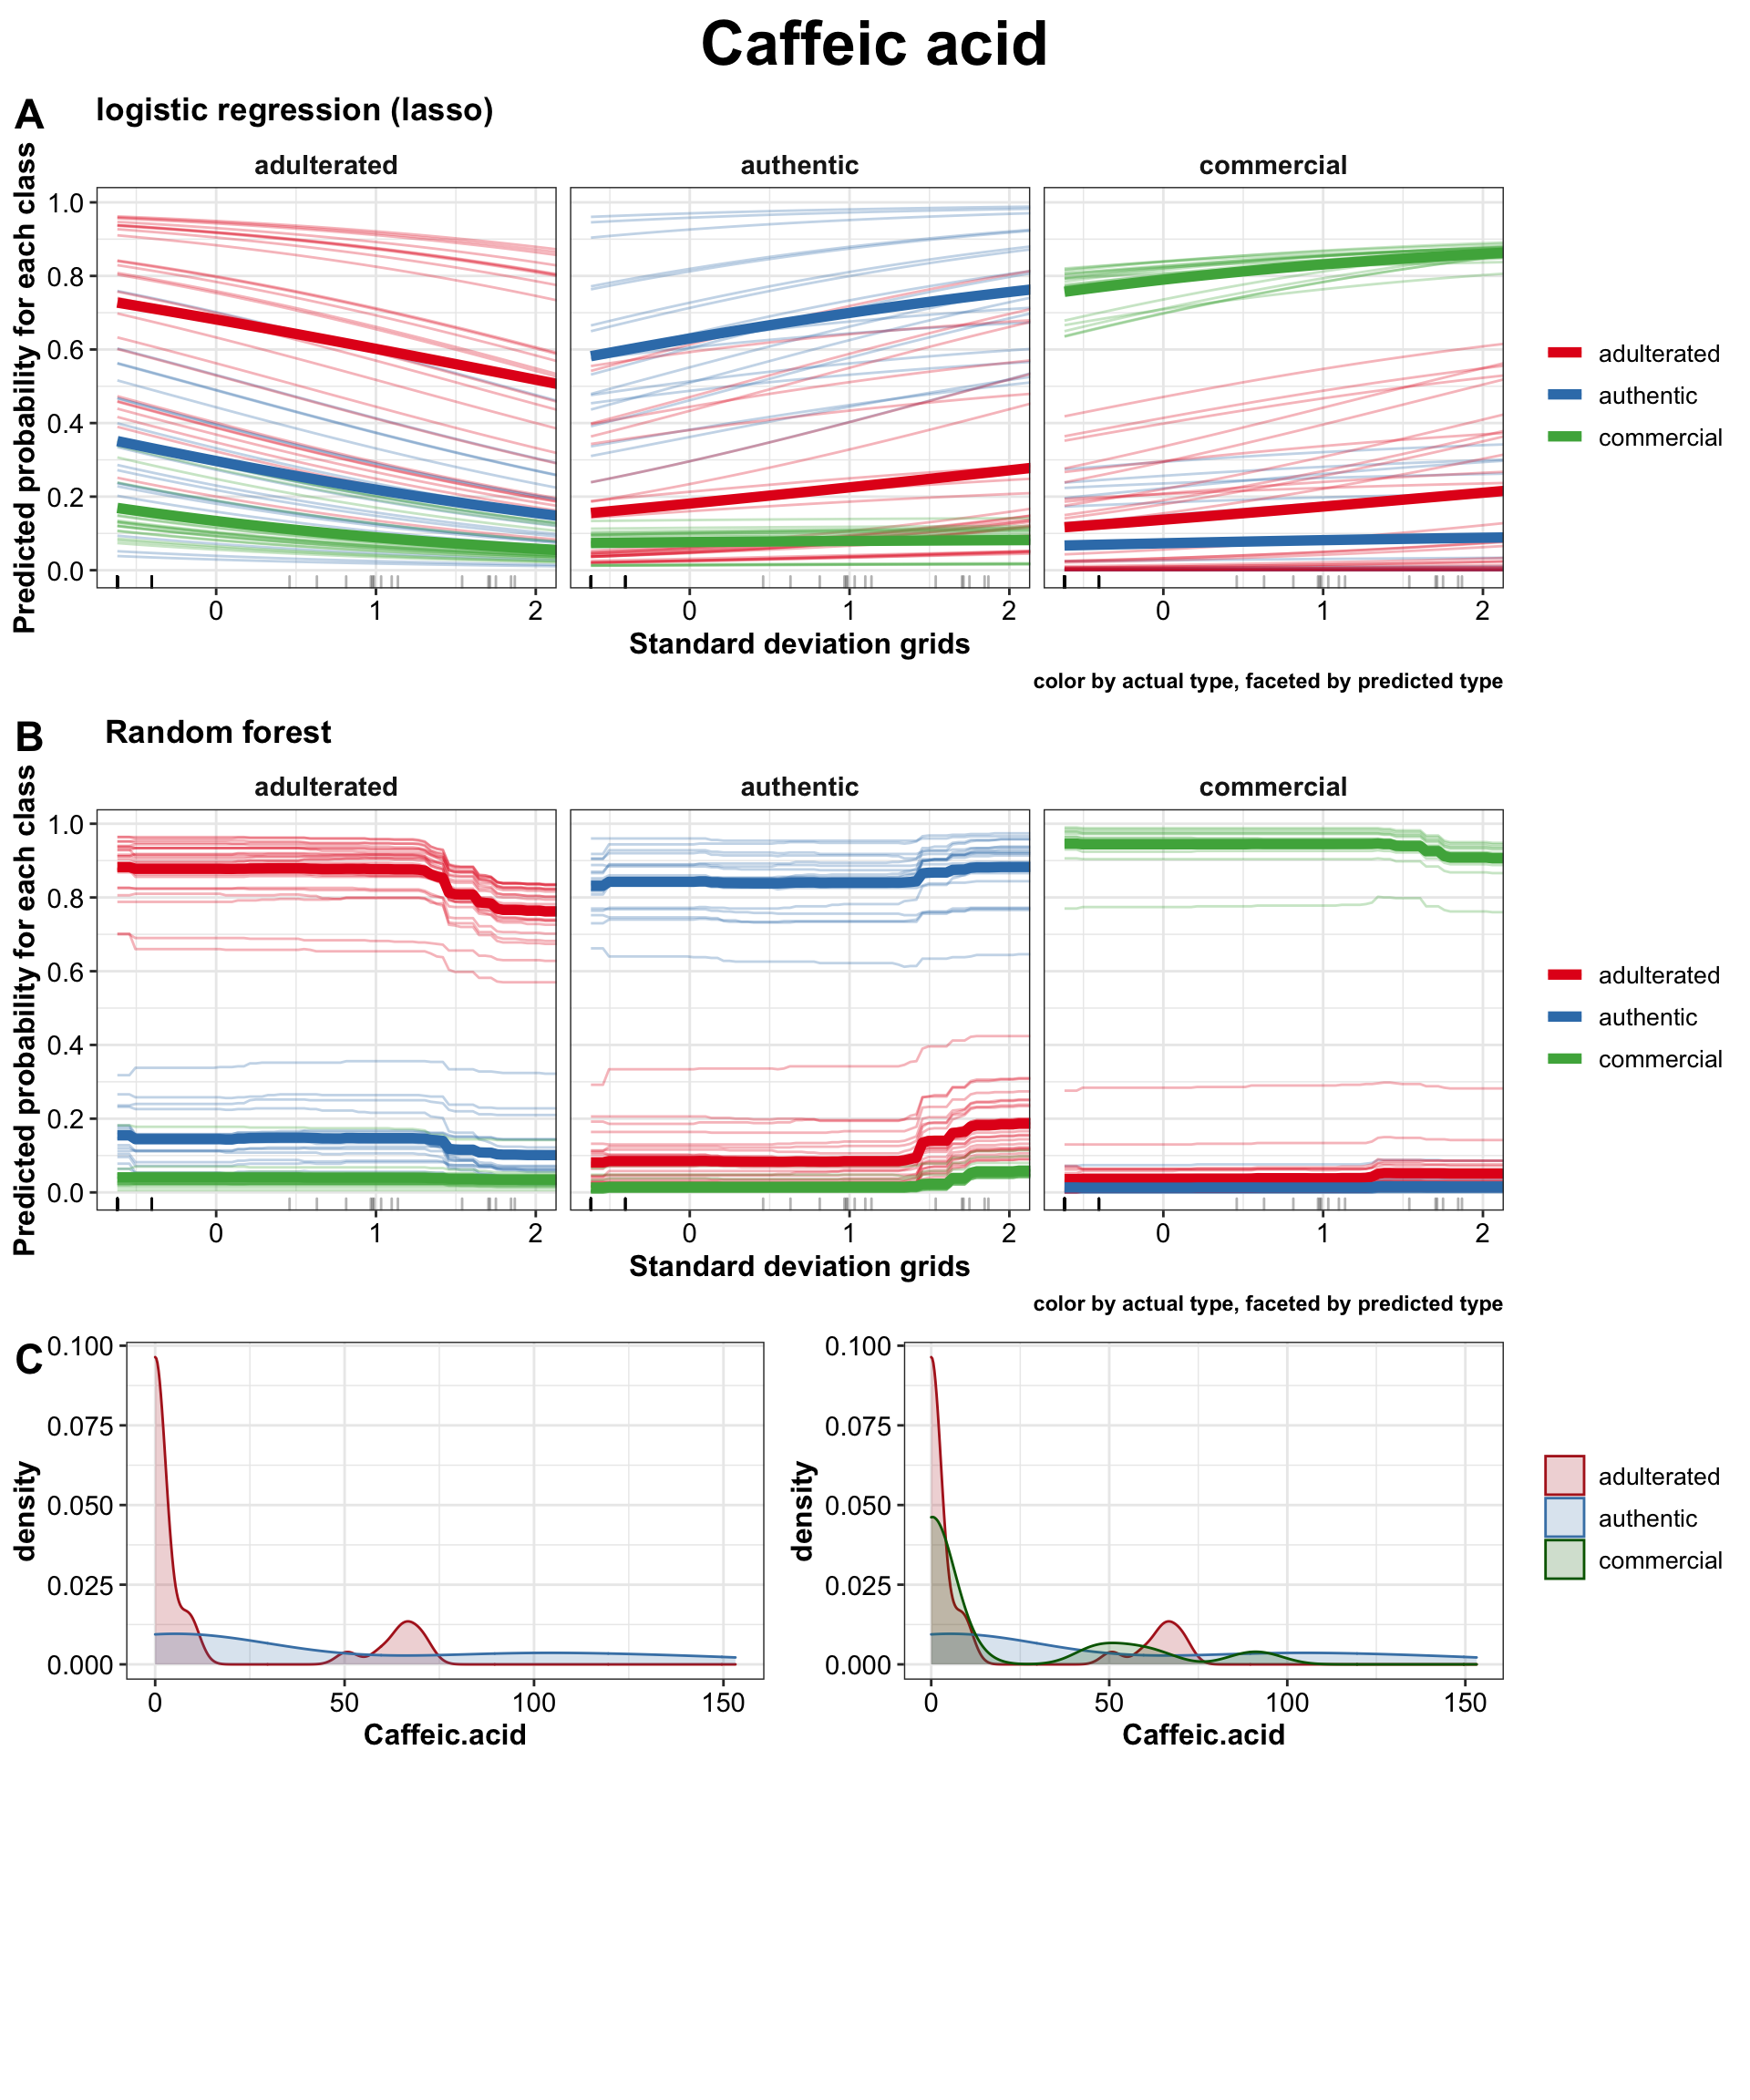 Caffeic acid
A
logistic regression (lasso)
adulterated
authentic
commercial
Predicted probability for each class
1.0
0.8
0.6
0.4
0.2
0.0
0 1 2
0 1 2
0 1 2
Standard deviation grids
color by actual type, faceted by predicted type
adulterated
authentic
commercial
B
Random forest
adulterated
authentic
commercial
Predicted probability for each class
1.0
0.8
0.6
0.4
0.2
0.0
0 1 2
0 1 2
0 1 2
Standard deviation grids
color by actual type, faceted by predicted type
adulterated
authentic
commercial
C
density
0.100
0.075
0.050
0.025
0.000
0 50 100 150
Caffeic.acid
density
0.100
0.075
0.050
0.025
0.000
0 50 100 150
Caffeic.acid
adulterated
authentic
commercial